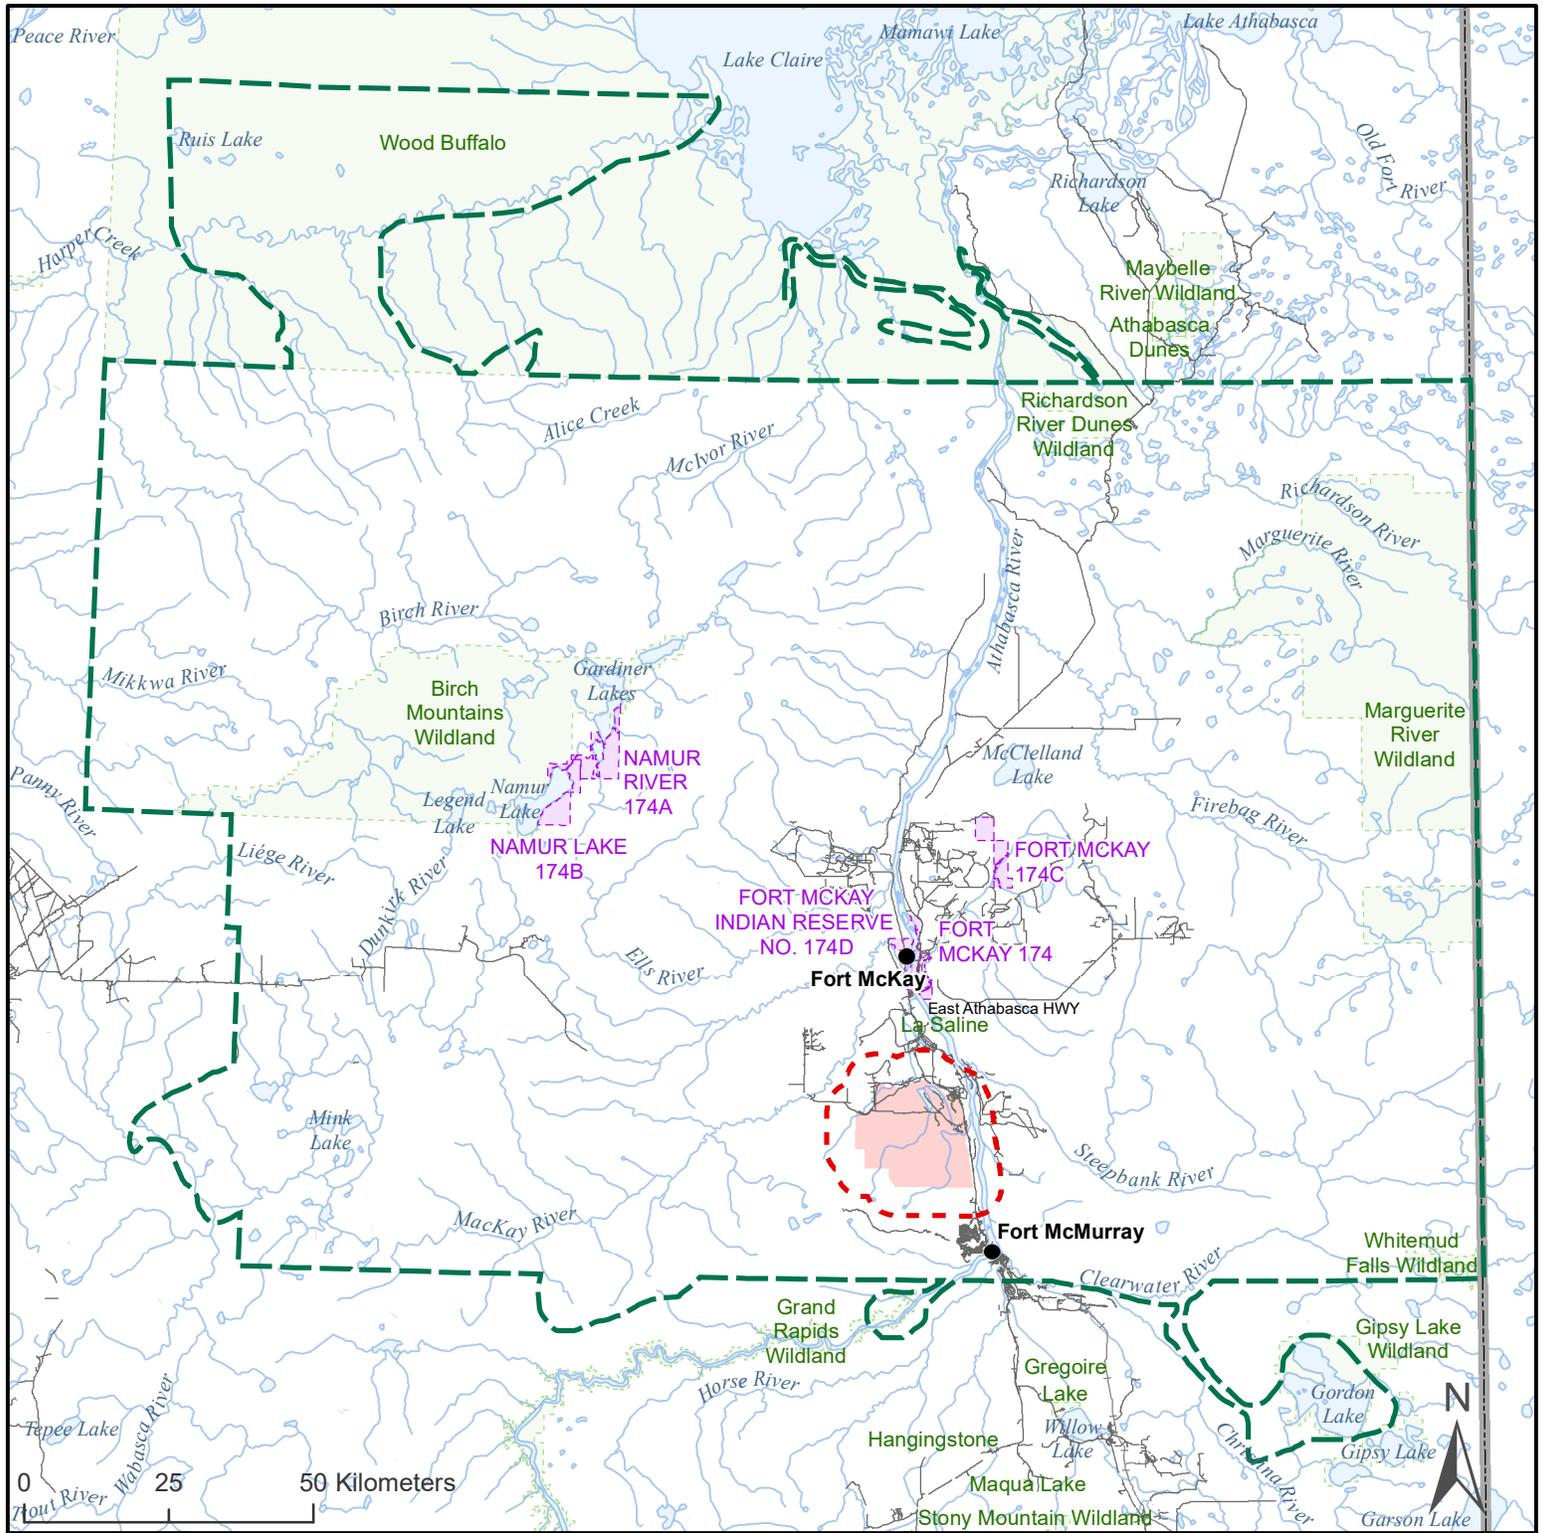 Peace River
Lake Claire
Mamawi Lake
Lake Athabasca
Ruis Lake
Wood Buffalo
Old Fort
River
Richardson
Lake
Harper Creek
Maybelle
River Wildland
Athabasca
Dunes
Richardson
River Dunes
Wildland
Alice Creek
McIvor River
Richardson River
Marguerite River
Athabasca River
Birch River
Mikkwa River
Gardiner
Lakes
Birch
Mountains
Wildland
Marguerite
River
Wildland
McClelland
Lake
NAMUR
RIVER
174A
Panny River
Legend
Lake
Namur
Lake
Firebag River
NAMUR LAKE
174B
Liége River
Dunkirk River
FORT MCKAY
174C
FORT MCKAY
INDIAN RESERVE
NO. 174D
FORT
MCKAY 174
Ells River
Fort McKay
East Athabasca HWY
La Saline
Mink
Lake
Steepbank River
MacKay River
Fort McMurray
Whitemud
Falls Wildland
Clearwater River
Grand
Rapids
Wildland
Gipsy Lake
Wildland
Horse River
Gregoire
Lake
Gordon
Lake
N
Tepee Lake
Wabasca River
Hangingstone
Willow
Lake
Christina River
Gipsy Lake
0 25 50 Kilometers
Maqua Lake
Trout River
Stony Mountain Wildland
Garson Lake